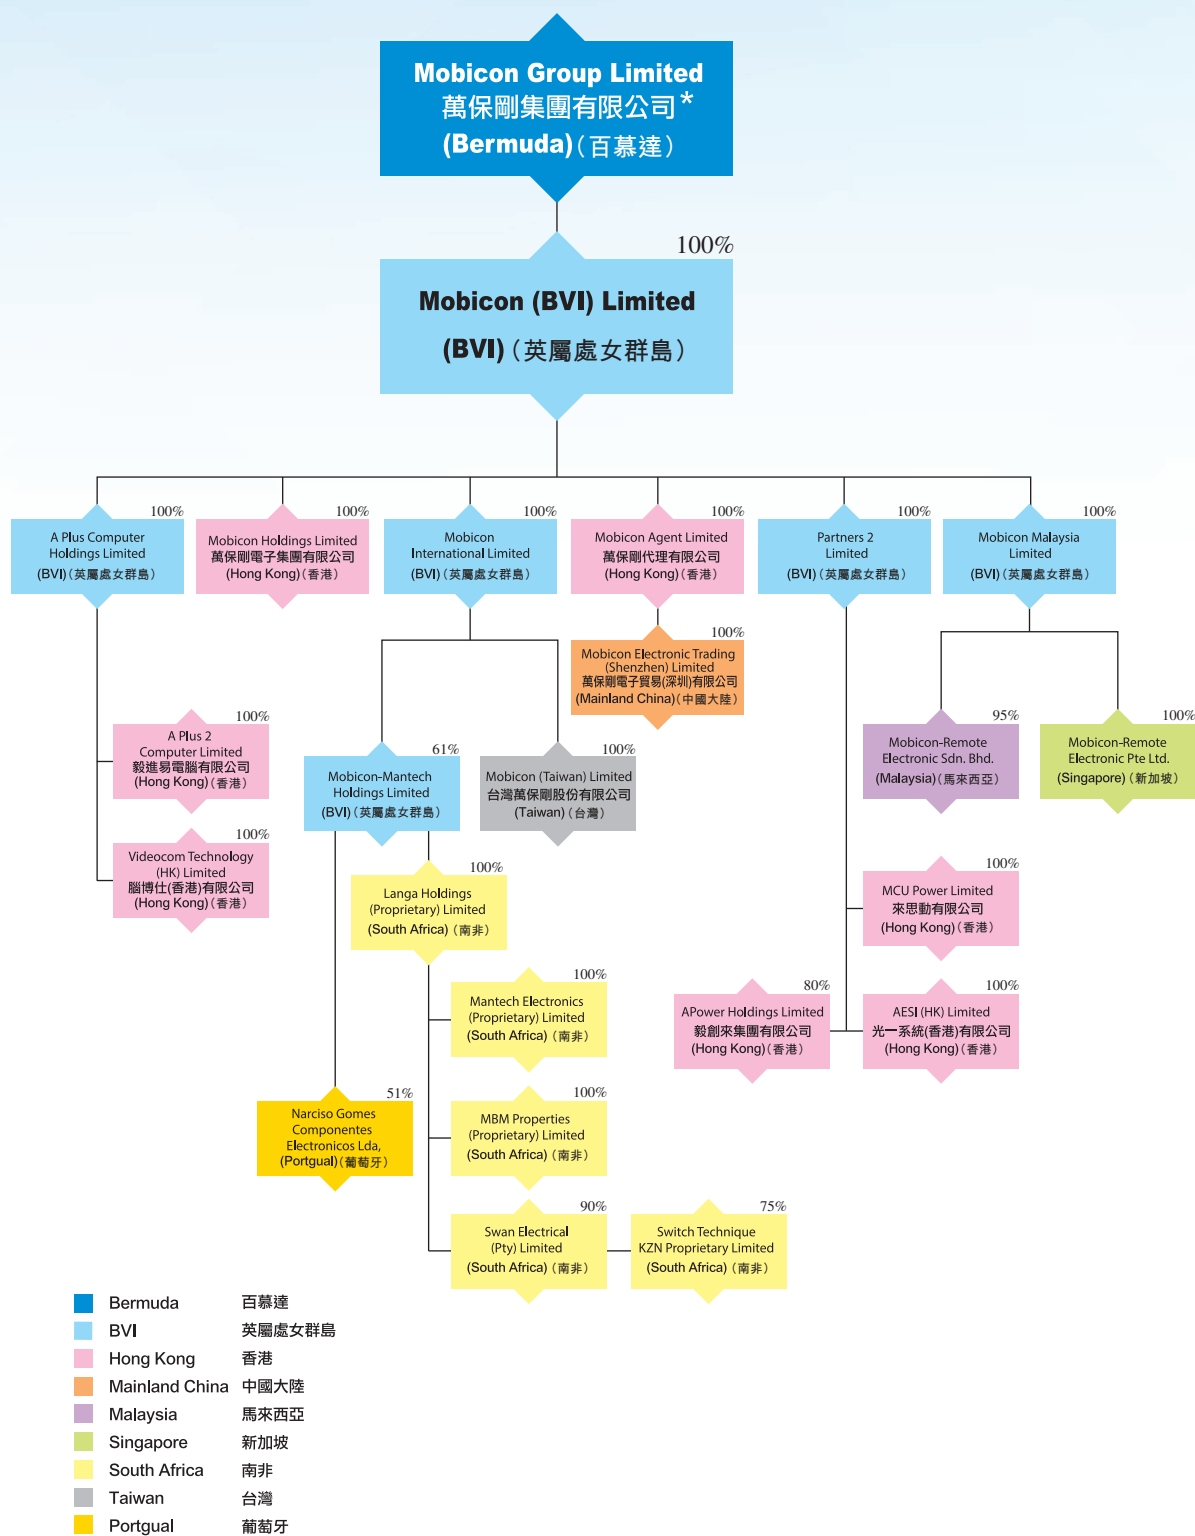 Mobicon Group Limited
萬保剛集團有限公司*
(Bermuda)(百慕達)
100%
Mobicon (BVI) Limited
(BVI)(英屬處女群島)
100%
A Plus Computer
Holdings Limited
(BVI)(英屬處女群島)
100%
Mobicon Holdings Limited
萬保剛電子集團有限公司
(Hong Kong)(香港)
100%
Mobicon
International Limited
(BVI)(英屬處女群島)
100%
Mobicon Agent Limited
萬保剛代理有限公司
(Hong Kong)(香港)
100%
Partners 2
Limited
(BVI)(英屬處女群島)
100%
Mobicon Malaysia
Limited
(BVI)(英屬處女群島)
100%
Mobicon Electronic Trading
(Shenzhen) Limited
萬保剛電子貿易(深圳)有限公司
(Mainland China)(中國大陸)
100%
A Plus 2
Computer Limited
毅進易電腦有限公司
(Hong Kong)(香港)
61%
Mobicon-Mantech
Holdings Limited
(BVI)(英屬處女群島)
100%
Mobicon (Taiwan) Limited
台灣萬保剛股份有限公司
(Taiwan)(台灣)
95%
Mobicon-Remote
Electronic Sdn. Bhd.
(Malaysia)(馬來西亞)
100%
Mobicon-Remote
Electronic Pte Ltd.
(Singapore)(新加坡)
100%
Videocom Technology
(HK) Limited
腦博仕(香港)有限公司
(Hong Kong)(香港)
100%
Langa Holdings
(Proprietary) Limited
(South Africa)(南非)
100%
MCU Power Limited
來思動有限公司
(Hong Kong)(香港)
100%
Mantech Electronics
(Proprietary) Limited
(South Africa)(南非)
80%
APower Holdings Limited
毅創來集團有限公司
(Hong Kong)(香港)
100%
AESI (HK) Limited
光一系統(香港)有限公司
(Hong Kong)(香港)
51%
Narciso Gomes
Componentes
Electronicos Lda,
(Portgual)(葡萄牙)
100%
MBM Properties
(Proprietary) Limited
(South Africa)(南非)
90%
Swan Electrical
(Pty) Limited
(South Africa)(南非)
75%
Switch Technique
KZN Proprietary Limited
(South Africa)(南非)
Bermuda 百慕達
BVI 英屬處女群島
Hong Kong 香港
Mainland China 中國大陸
Malaysia 馬來西亞
Singapore 新加坡
South Africa 南非
Taiwan 台灣
Portgual 葡萄牙